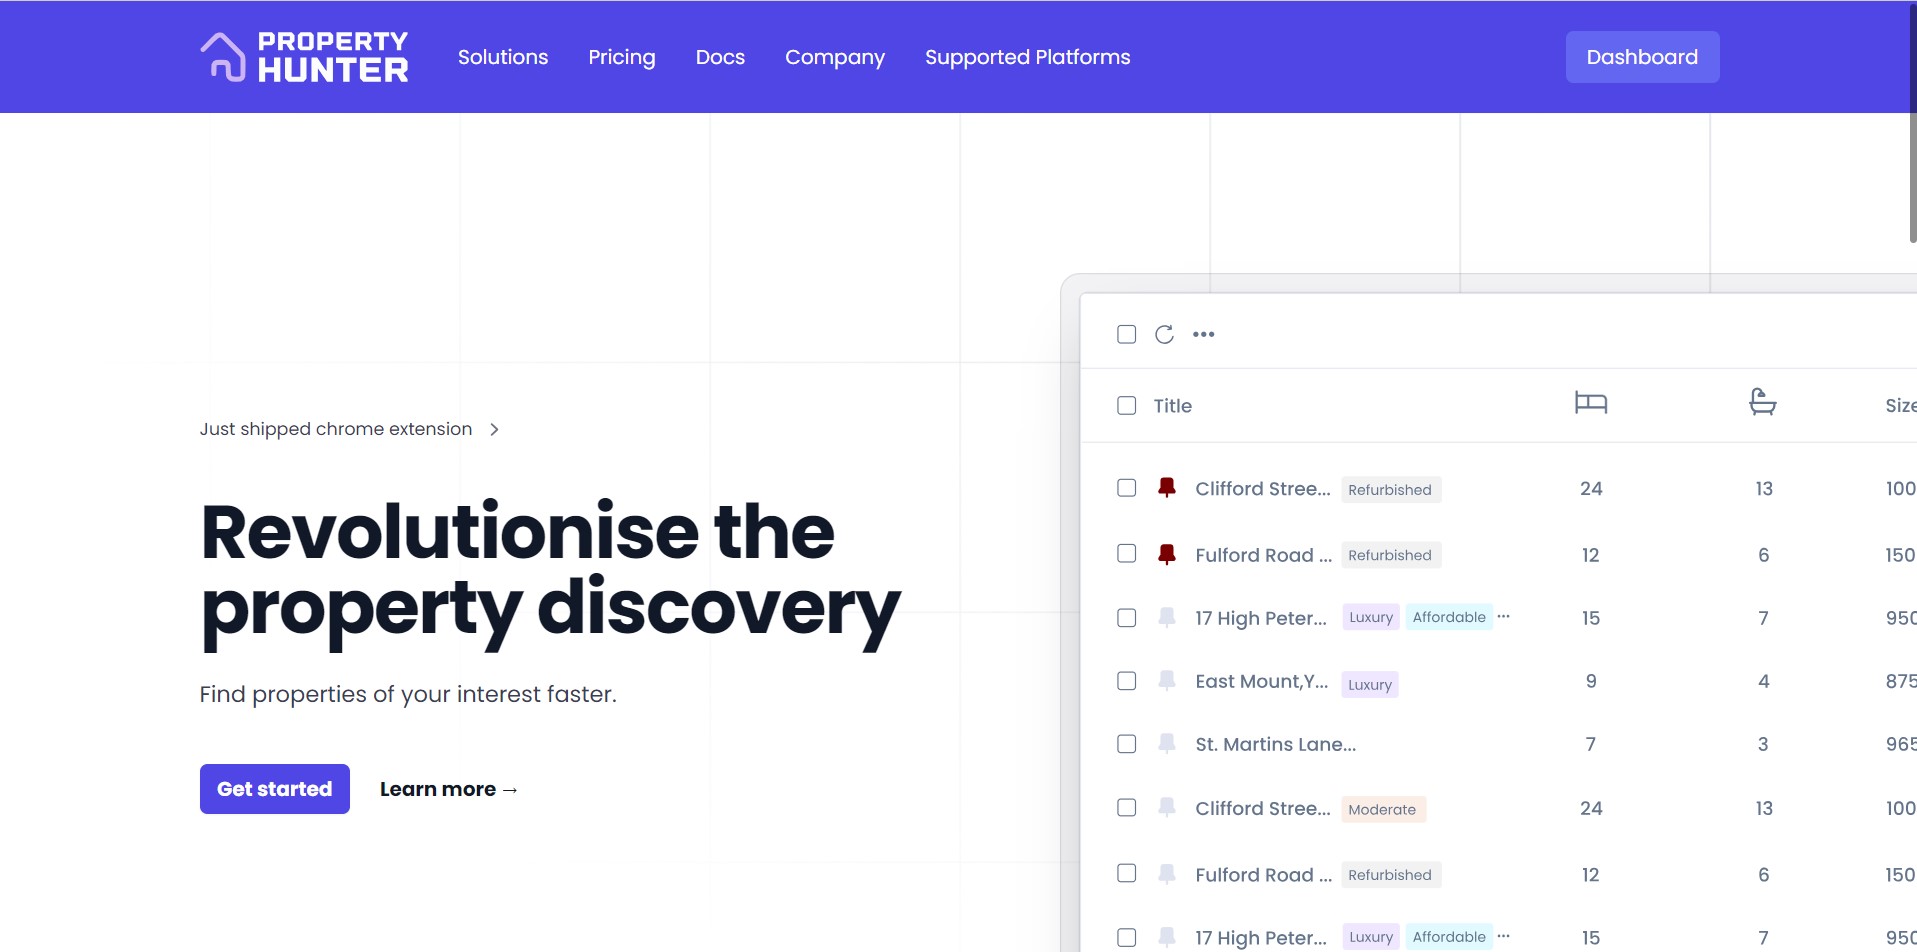 PROPERTY
HUNTER
Solutions Pricing Docs Company Supported Platforms Dashboard
Just shipped chrome extension
Revolutionise the
property discovery
Find properties of your interest faster.
Get started Learn more →
Title Size
Clifford Stree... Refurbished 24 13 100
Fulford Road ... Refurbished 12 6 150
17 High Peter... Luxury Affordable ... 15 7 950
East Mount,Y... Luxury 9 4 875
St. Martins Lane... 7 3 965
Clifford Stree... Moderate 24 13 100
Fulford Road ... Refurbished 12 6 150
17 High Peter... Luxury Affordable ... 15 7 950